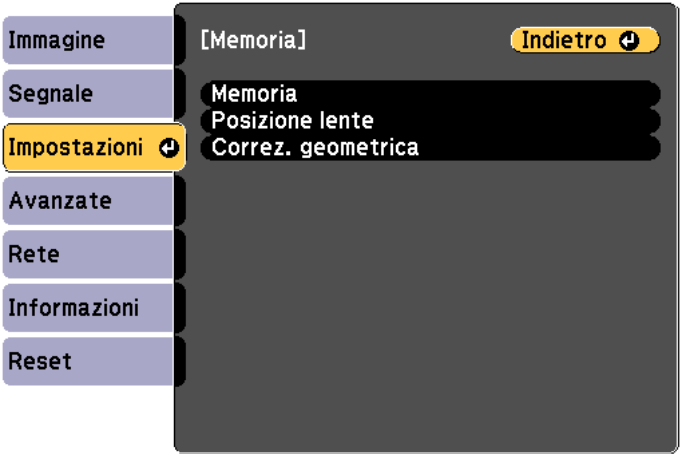 Immagine
Segnale
Impostazioni
Avanzate
Rete
Informazioni
Reset
[Memoria]
Indietro
Memoria
Posizione lente
Correz. geometrica